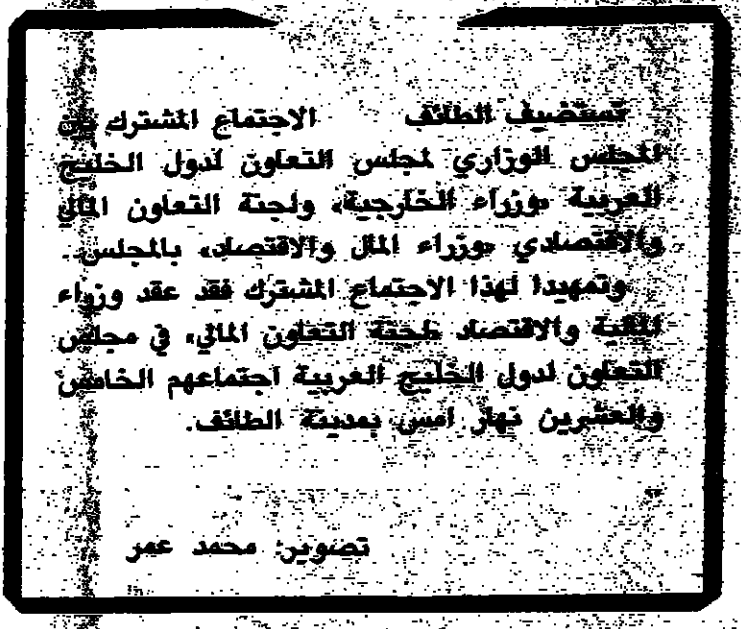 تستضيف الطائف الاجتماع المشترك بين
المجلس الوزاري لمجلس التعاون لدول الخليج
العربية «وزراء الخارجية» ولجنة التعاون المالي
والاقتصادي «وزراء المال والاقتصاد» بالمجلس..
وتمهيدا لهذا الاجتماع المشترك فقد عقد وزراء
المالية والاقتصاد «لجنة التعاون المالي» في مجلس
التعاون لدول الخليج العربية اجتماعهم الخامس
والعشرين نهار امس بمدينة الطائف.
تصوير: محمد عمر